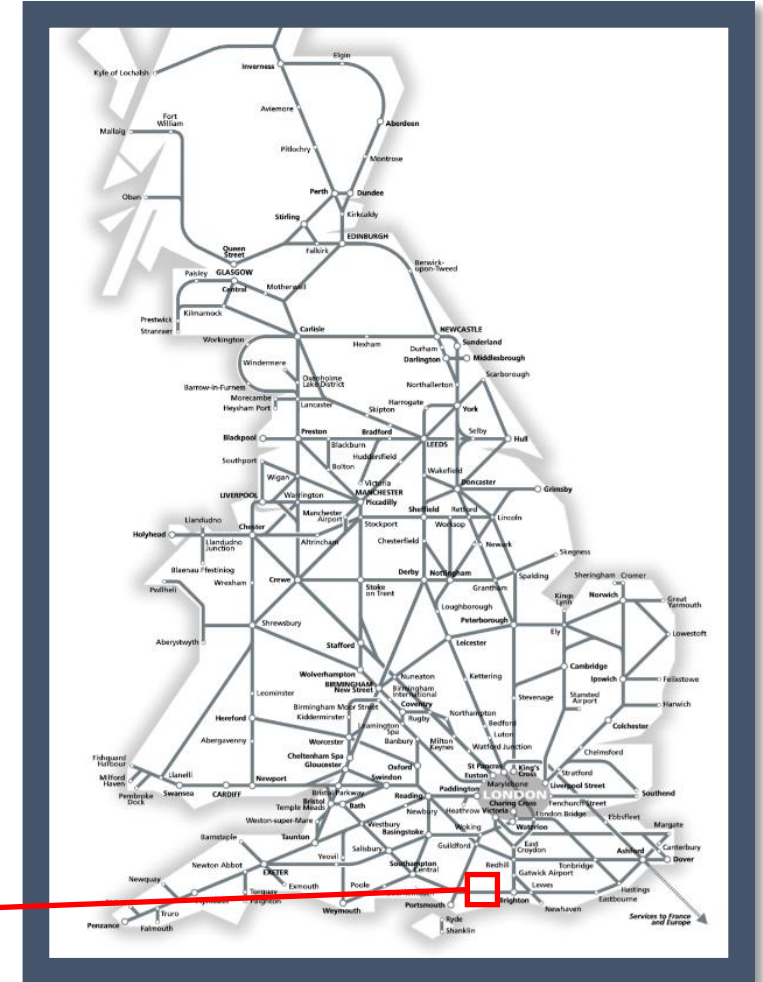 Inverness
Elgin
Kyle of Lochalsh
Aviemore
Fort
William
Mallaig
Aberdeen
Pitlochry
Montrose
Perth
Dundee
Oban
Stirling
Kirkcaldy
Queen
Street
EDINBURGH
Falkirk
Paisley
GLASGOW
Central
Motherwell
Berwick-
upon-Tweed
Prestwick
Kilmarnock
Stranraer
Carlisle
NEWCASTLE
Workington
Hexham
Durham
Sunderland
Darlington
Middlesbrough
Windermere
Oxenholme
Lake District
Northallerton
Scarborough
Barrow-in-Furness
Morecambe
Heysham Port
Lancaster
Skipton
Harrogate
York
Blackpool
Preston
Bradford
Selby
Hull
Blackburn
LEEDS
Southport
Huddersfield
Bolton
Wakefield
Wigan
Victoria
MANCHESTER
Piccadilly
Doncaster
Grimsby
LIVERPOOL
Warrington
Manchester
Airport
Sheffield
Retford
Lincoln
Llandudno
Chester
Stockport
Worksop
Holyhead
Llandudno
Junction
Altrincham
Chesterfield
Newark
Skegness
Blaenau Ffestiniog
Wrexham
Crewe
Derby
Nottingham
Pwllheli
Stoke
on Trent
Grantham
Spalding
Sheringham
Cromer
Kings
Lynn
Norwich
Great
Yarmouth
Loughborough
Shrewsbury
Peterborough
Ely
Lowestoft
Aberystwyth
Stafford
Leicester
Wolverhampton
BIRMINGHAM
New Street
Nuneaton
Birmingham
International
Kettering
Cambridge
Ipswich
Felixstowe
Leominster
Birmingham Moor Street
Coventry
Stevenage
Stansted
Airport
Harwich
Hereford
Kidderminster
Leamington
Spa
Rugby
Northampton
Bedford
Colchester
Abergavenny
Worcester
Banbury
Milton
Keynes
Luton
Watford Junction
Chelmsford
Fishguard
Harbour
Cheltenham Spa
Gloucester
Oxford
St Pancras
Euston
King's
Cross
Stratford
Milford
Haven
Llanelli
Newport
Swindon
Marylebone
Liverpool Street
Pembroke
Dock
Swansea
CARDIFF
Bristol Parkway
Reading
Paddington
LONDON
Southend
Bristol
Temple Meads
Bath
Newbury
Heathrow
Victoria
Charing Cross
Fenchurch Street
London Bridge
Ebbsfleet
Weston-super-Mare
Westbury
Basingstoke
Woking
Waterloo
Margate
Barnstaple
Taunton
Salisbury
Guildford
East
Croydon
Canterbury
Newton Abbot
Yeovil
Southampton
Central
Redhill
Gatwick Airport
Tonbridge
Ashford
Dover
Newquay
EXETER
Exmouth
Poole
Lewes
Hastings
Torquay
Paignton
Weymouth
Portsmouth
Brighton
Eastbourne
Newhaven
Truro
Penzance
Falmouth
Ryde
Shanklin
Services to France
and Europe